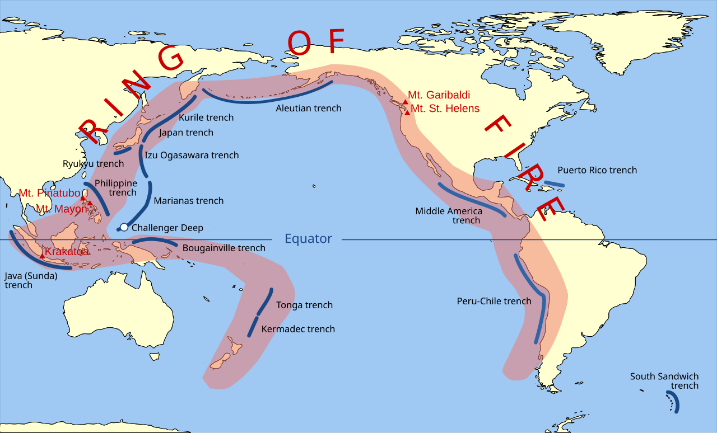 RING OF FIRE
Mt. Garibaldi
Mt. St. Helens
Aleutian trench
Kurile trench
Japan trench
Izu Ogasawara trench
Ryukyu trench
Philippine
trench
Mt. Pinatubo
Mt. Mayon
Marianas trench
Challenger Deep
Puerto Rico trench
Middle America
trench
Equator
Bougainville trench
Krakatoa
Java (Sunda)
trench
Tonga trench
Kermadec trench
Peru-Chile trench
South Sandwich
trench